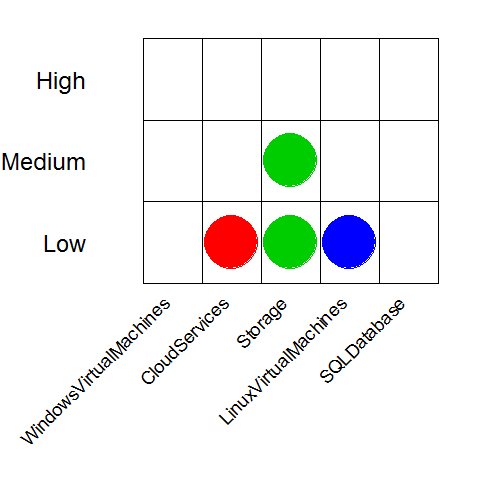 High
Medium
Low
WindowsVirtualMachines
CloudServices
Storage
LinuxVirtualMachines
SQLDatabase